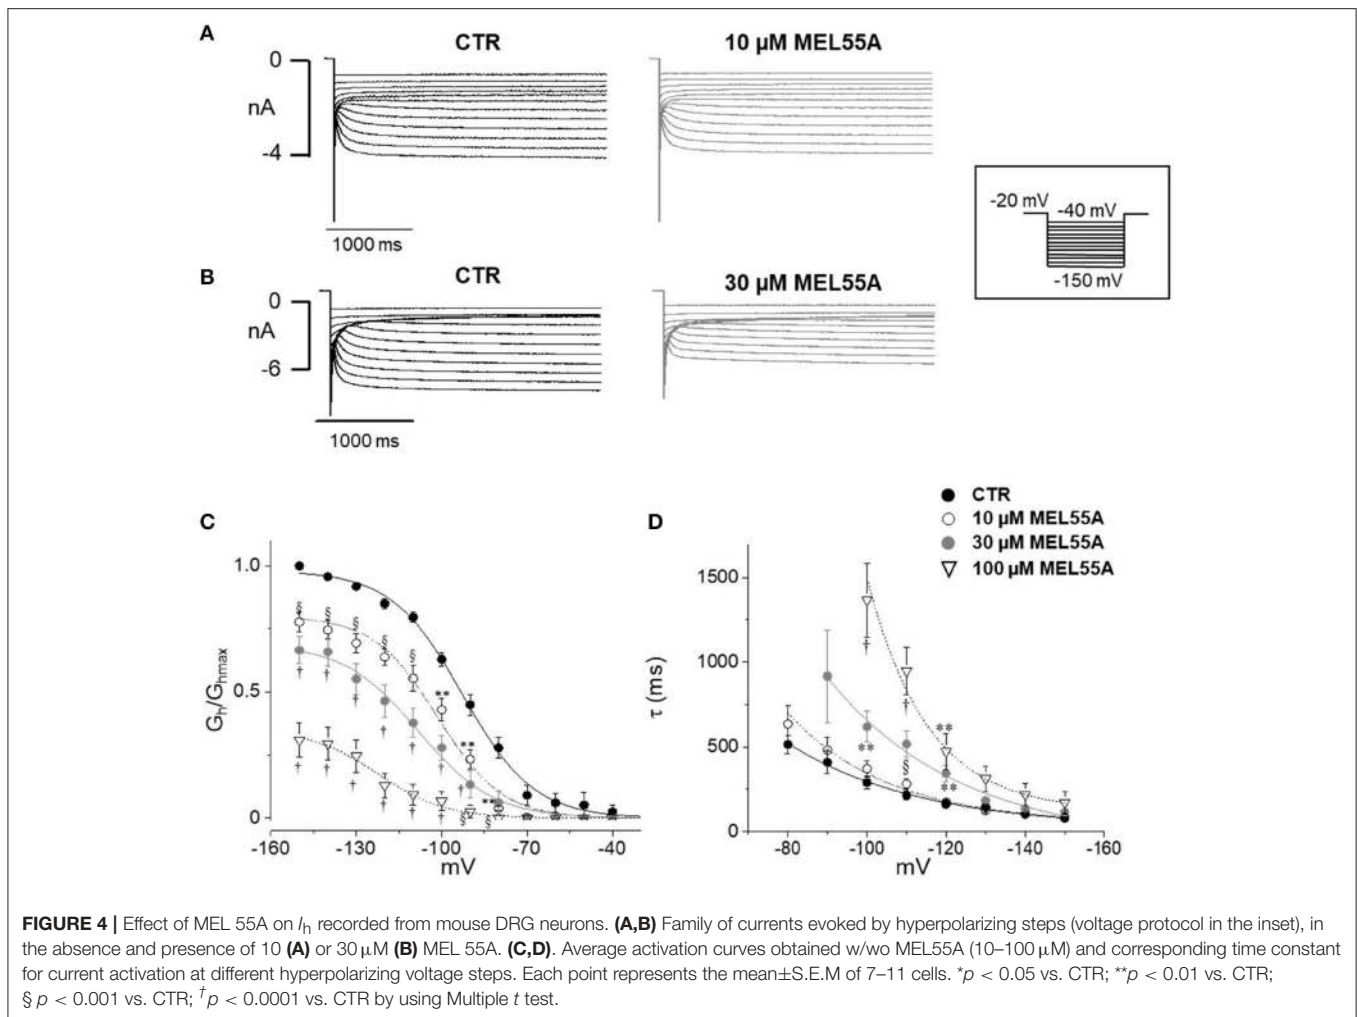 A
CTR
10 µM MEL55A
0
nA
-4
1000 ms
-20 mV
-40 mV
-150 mV
B
CTR
30 µM MEL55A
0
nA
-6
1000 ms
CTR
10 µM MEL55A
30 µM MEL55A
100 µM MEL55A
C
1.0
0.5
0
Gh/Ghmax
§ § § § §
** ** **
† † † † † † †
† † † † † † § §
-160 -130 -100 -70 -40
mV
D
1500
1000
500
0
τ (ms)
† †
** ** § **
-80 -100 -120 -140 -160
mV
FIGURE 4 | Effect of MEL 55A on Ih recorded from mouse DRG neurons. (A,B) Family of currents evoked by hyperpolarizing steps (voltage protocol in the inset), in
the absence and presence of 10 (A) or 30 µM (B) MEL 55A. (C,D). Average activation curves obtained w/wo MEL55A (10–100 µM) and corresponding time constant
for current activation at different hyperpolarizing voltage steps. Each point represents the mean±S.E.M of 7–11 cells. *p < 0.05 vs. CTR; **p < 0.01 vs. CTR;
§ p < 0.001 vs. CTR; †p < 0.0001 vs. CTR by using Multiple t test.